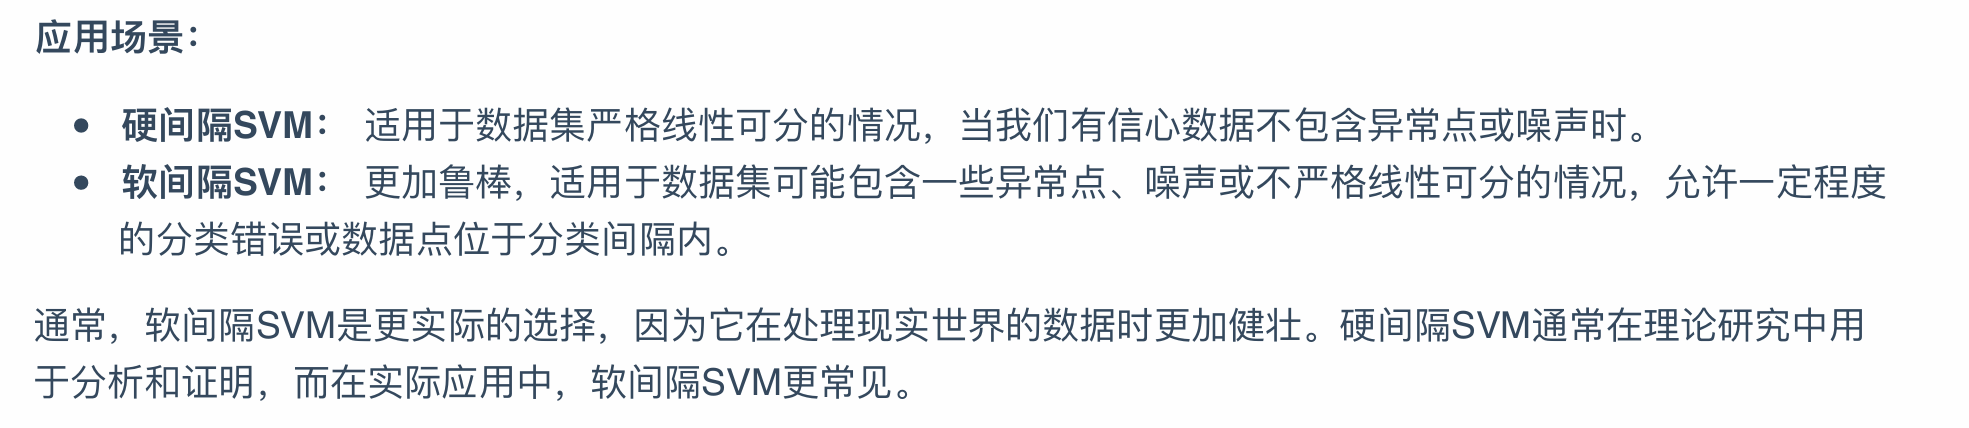 应用场景：
• 硬间隔SVM： 适用于数据集严格线性可分的情况，当我们有信心数据不包含异常点或噪声时。
• 软间隔SVM： 更加鲁棒，适用于数据集可能包含一些异常点、噪声或不严格线性可分的情况，允许一定程度
的分类错误或数据点位于分类间隔内。
通常，软间隔SVM是更实际的选择，因为它在处理现实世界的数据时更加健壮。硬间隔SVM通常在理论研究中用
于分析和证明，而在实际应用中，软间隔SVM更常见。